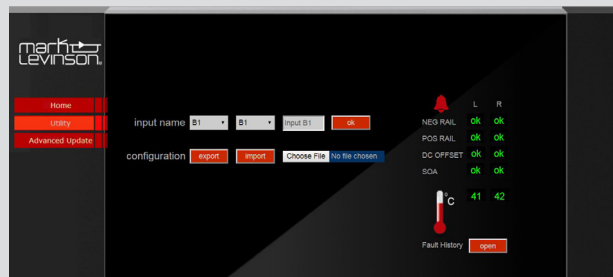 mark
Levinson®
Home
Utility
Advanced Update
input name B1 B1 Input B1 ok
configuration export import Choose File No file chosen
L R
NEG RAIL ok ok
POS RAIL ok ok
DC OFFSET ok ok
SOA ok ok
°C 41 42
Fault History open